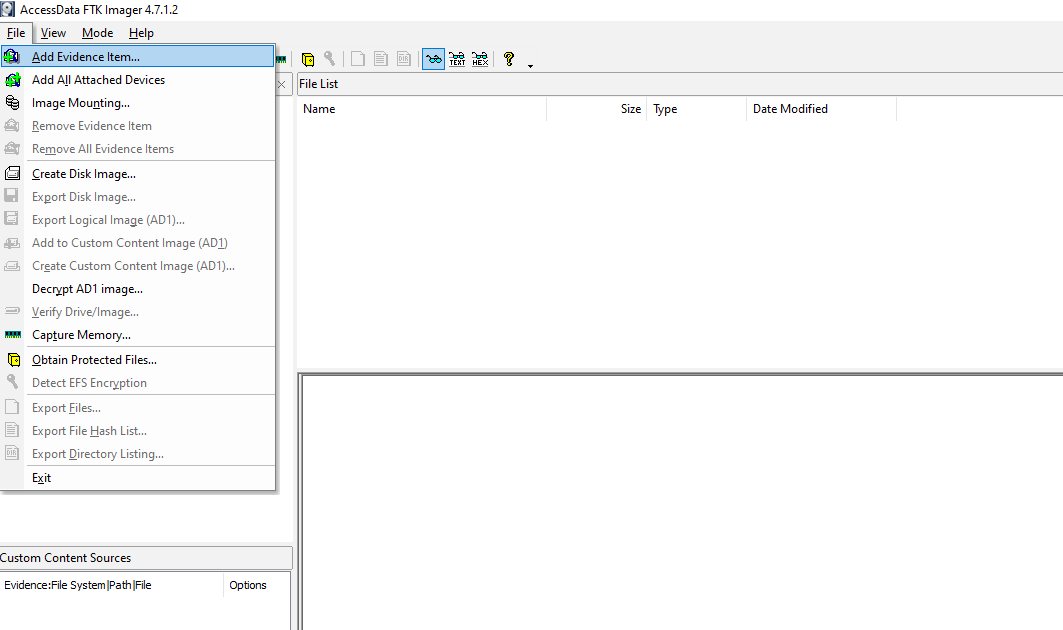 AccessData FTK Imager 4.7.1.2
File View Mode Help
TEXT HEX ?
Add Evidence Item...
Add All Attached Devices
Image Mounting...
Remove Evidence Item
Remove All Evidence Items
Create Disk Image...
Export Disk Image...
Export Logical Image (AD1)...
Add to Custom Content Image (AD1)
Create Custom Content Image (AD1)...
Decrypt AD1 image...
Verify Drive/Image...
Capture Memory...
Obtain Protected Files...
Detect EFS Encryption
Export Files...
Export File Hash List...
DIR Export Directory Listing...
Exit
DIR
File List
Name Size Type Date Modified
Custom Content Sources
Evidence:File System|Path|File Options